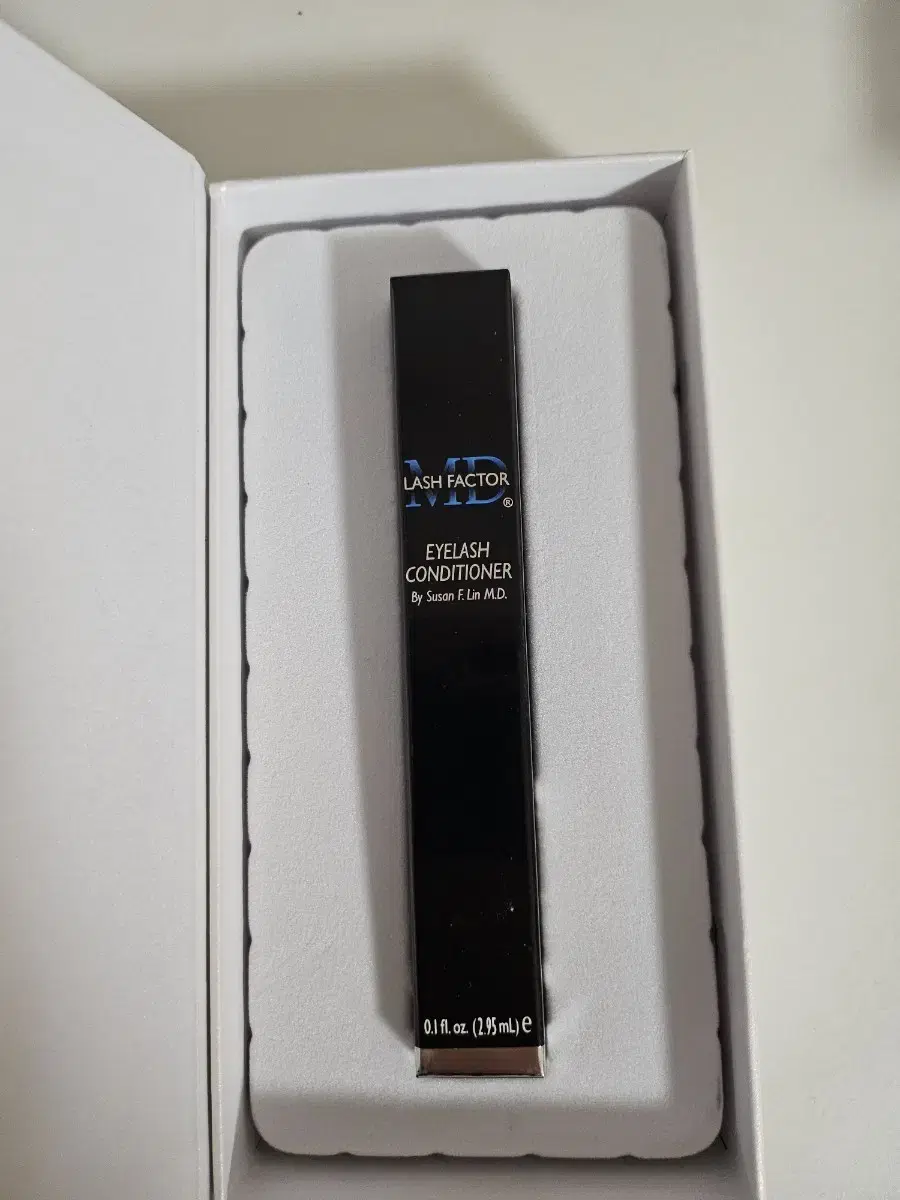 MD
LASH FACTOR
®
EYELASH
CONDITIONER
By Susan F. Lin M.D.
0.1 fl. oz. (2.95 mL) e